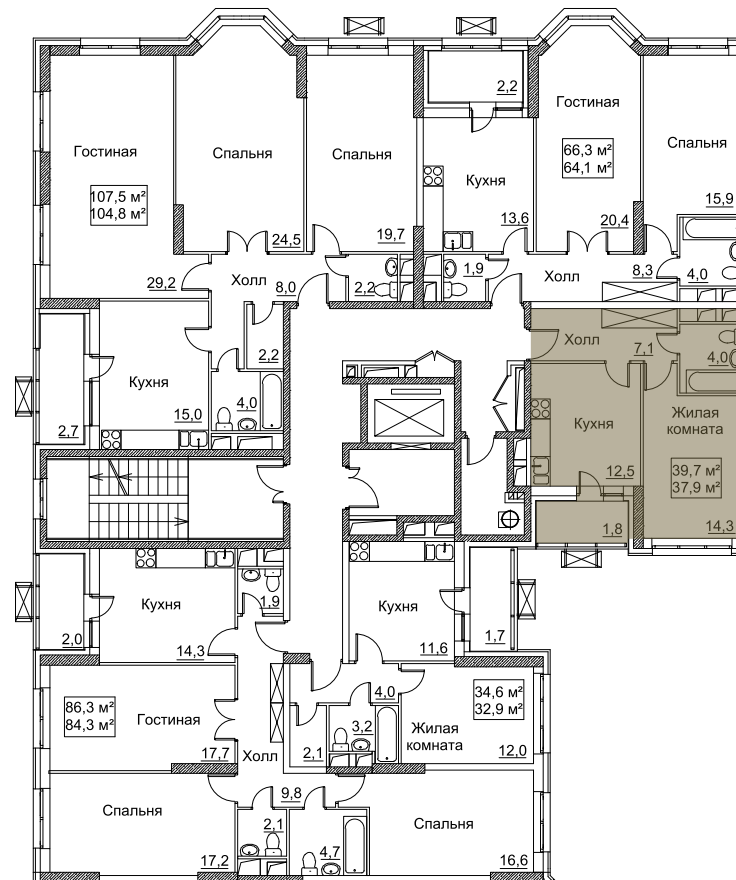 2,2
Гостиная
Гостиная
Спальня
Спальня
Спальня
66,3 м²
64,1 м²
Кухня
107,5 м²
104,8 м²
15,9
13,6
20,4
24,5
19,7
Холл
8,0
29,2
2,2
1,9
Холл
8,3
4,0
Холл
7,1
4,0
2,2
Кухня
15,0
4,0
2,7
Кухня
Жилая
комната
12,5
39,7 м²
37,9 м²
1,8
14,3
Кухня
14,3
2,0
1,9
Кухня
11,6
1,7
86,3 м²
84,3 м²
Гостиная
17,7
4,0
34,6 м²
32,9 м²
3,2
Жилая
комната
2,1
12,0
Холл
9,8
Спальня
17,2
2,1
4,7
Спальня
16,6